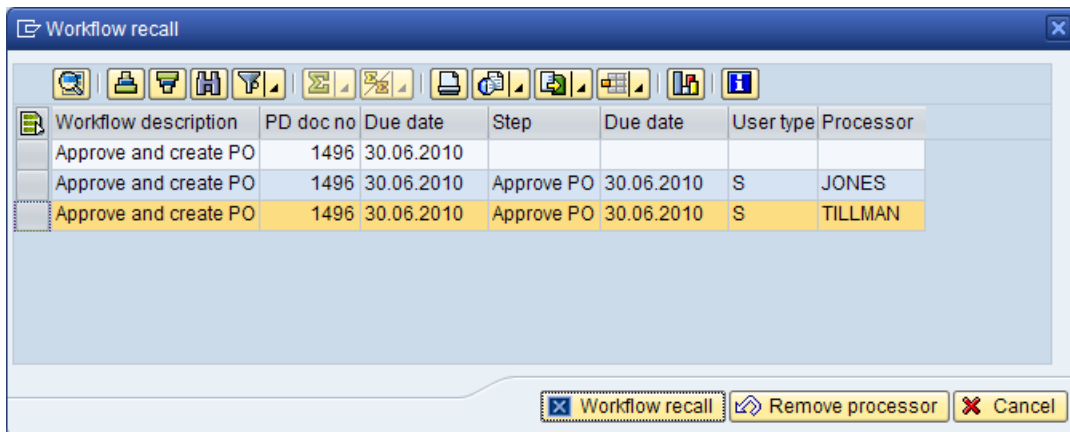 Workflow recall
Workflow description PD doc no Due date Step Due date User type Processor
Approve and create PO 1496 30.06.2010
Approve and create PO 1496 30.06.2010 Approve PO 30.06.2010 S JONES
Approve and create PO 1496 30.06.2010 Approve PO 30.06.2010 S TILLMAN
Workflow recall Remove processor Cancel